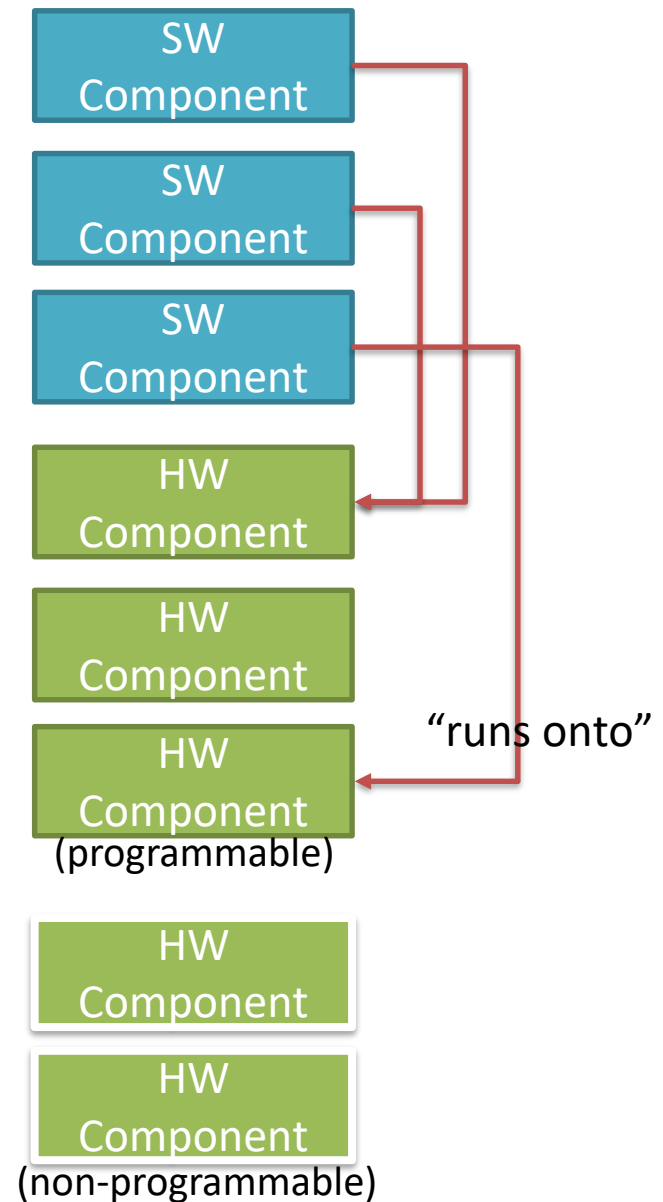 SW
Component
SW
Component
SW
Component
HW
Component
HW
Component
HW
Component
“runs onto”
(programmable)
HW
Component
HW
Component
(non-programmable)